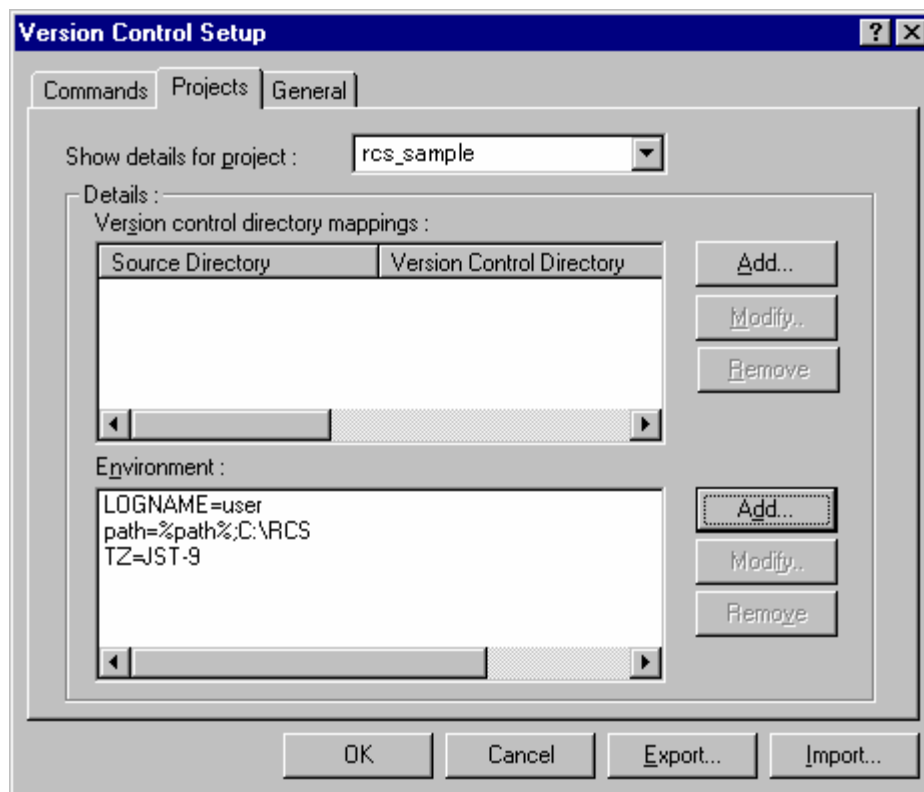 Version Control Setup
Commands Projects General
Show details for project : rcs_sample
Details :
Version control directory mappings :
Source Directory Version Control Directory
Add...
Modify..
Remove
Environment :
LOGNAME=user
path=%path%;C:\RCS
TZ=JST-9
Add...
Modify..
Remove
OK Cancel Export... Import...